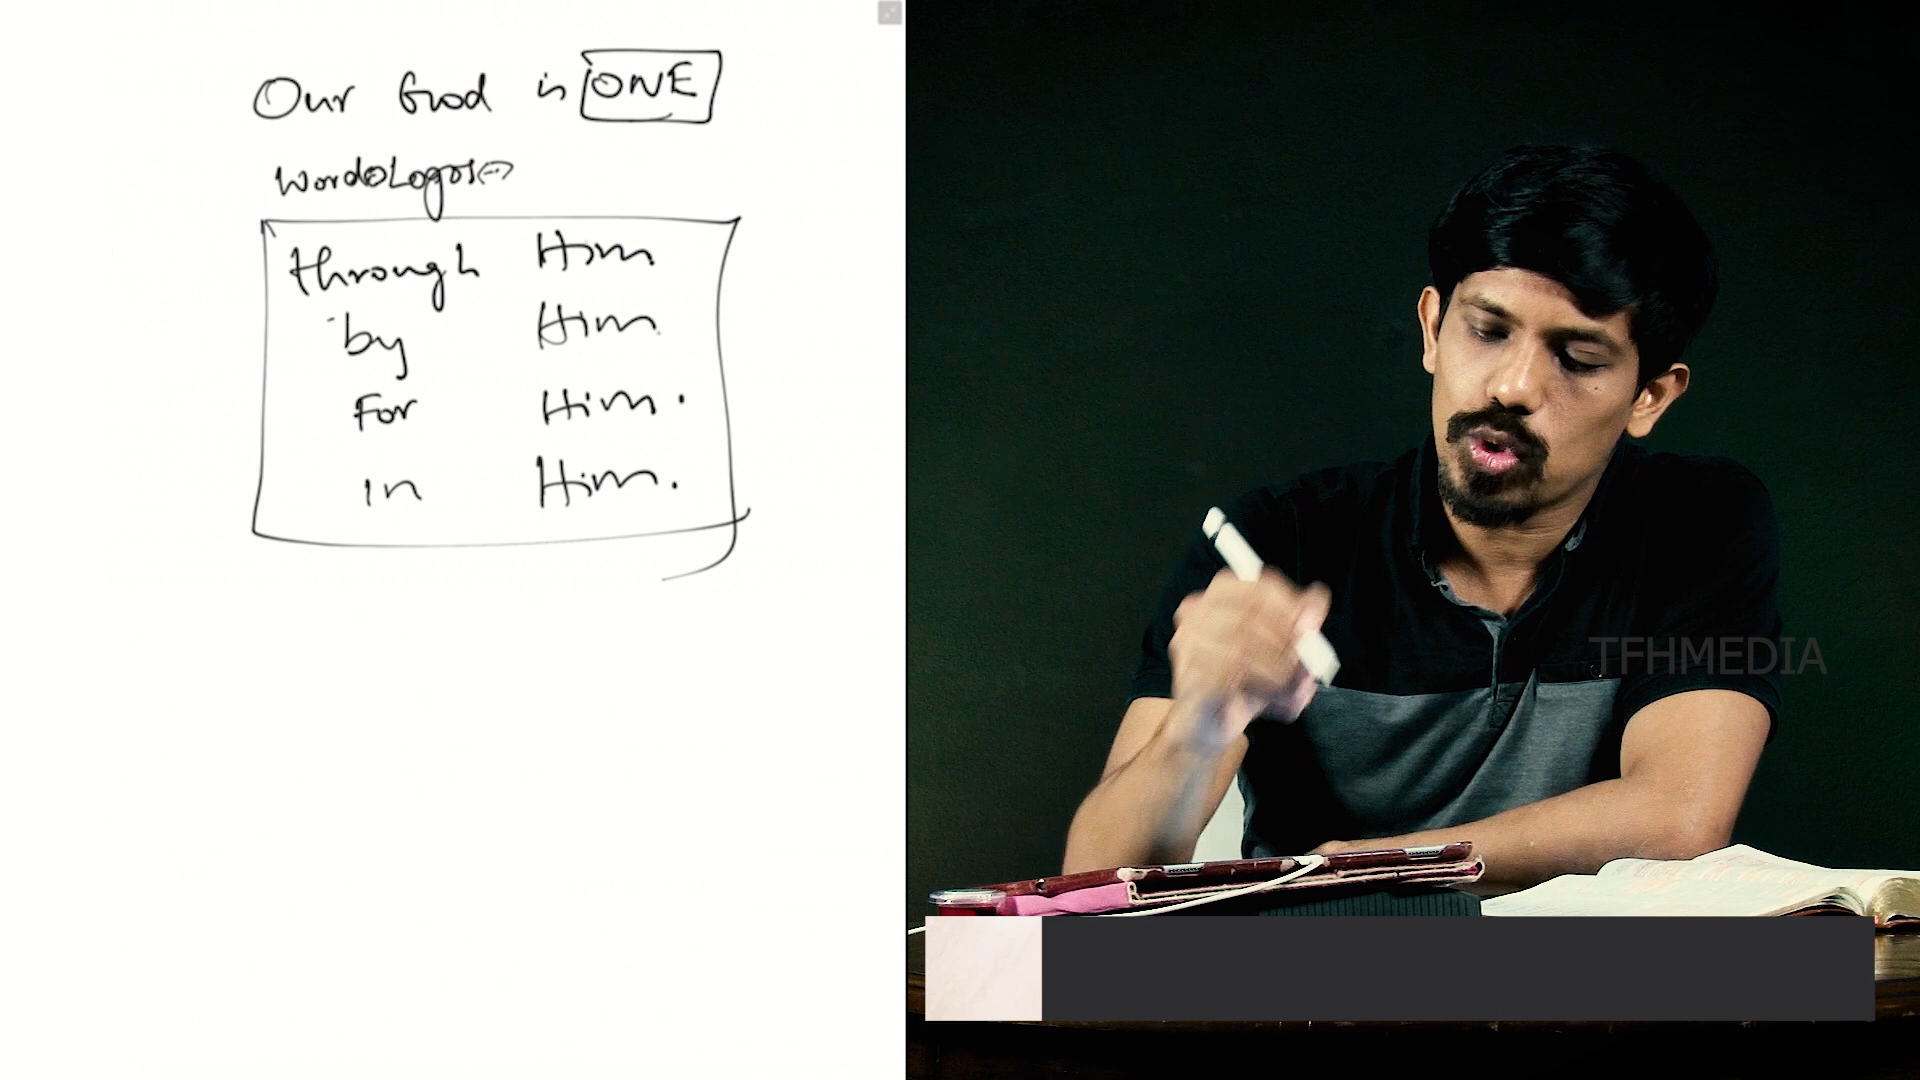 Our God is ONE
Word Logos
through Him
by Him.
For Him.
in Him.
TFHMEDIA